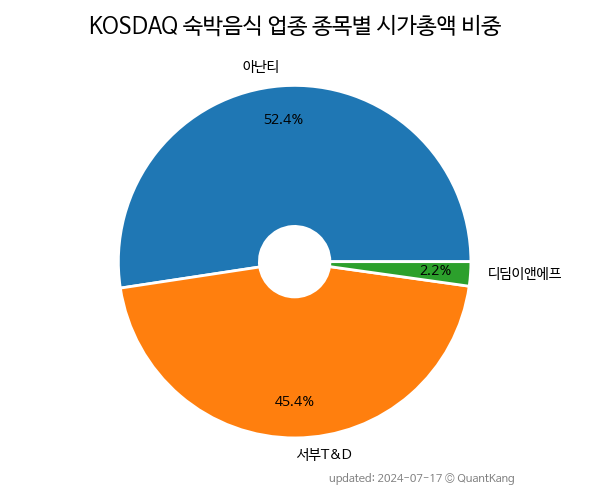 KOSDAQ 숙박음식 업종 종목별 시가총액 비중
아난티
52.4%
2.2%
디딤이앤에프
45.4%
서부T&D
updated: 2024-07-17 © QuantKang